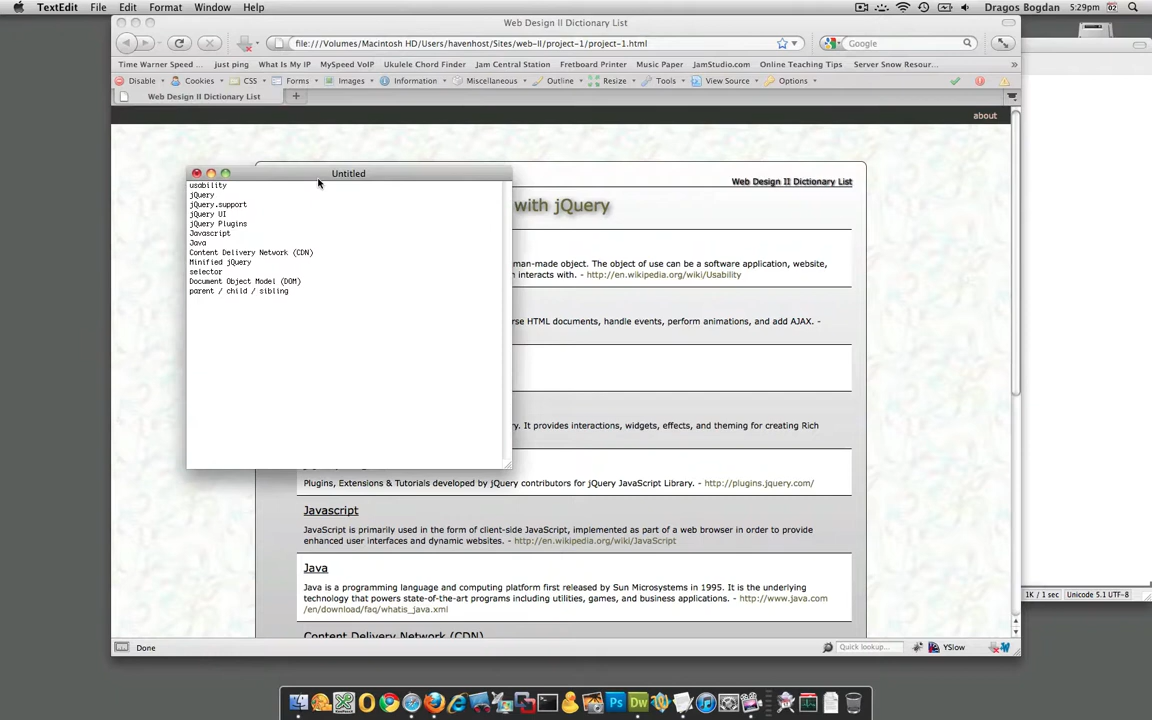 TextEdit File Edit Format Window Help Dragos Bogdan 5:29pm 02
Web Design II Dictionary List
file:///Volumes/Macintosh HD/Users/havenhost/Sites/web-II/project-1/project-1.html Google
Time Warner Speed ... just ping What Is My IP MySpeed VoIP Ukulele Chord Finder Jam Central Station Fretboard Printer Music Paper JamStudio.com Online Teaching Tips Server Snow Resour... »
Disable Cookies CSS Forms Images Information Miscellaneous Outline Resize Tools View Source Options
Web Design II Dictionary List
about
Untitled
usability
jQuery
jQuery.support
jQuery UI
jQuery Plugins
Javascript
Java
Content Delivery Network (CDN)
Minified jQuery
selector
Document Object Model (DOM)
parent / child / sibling
Web Design II Dictionary List
with jQuery
man-made object. The object of use can be a software application, website,
interacts with. - http://en.wikipedia.org/wiki/Usability
rse HTML documents, handle events, perform animations, and add AJAX. -
ry. It provides interactions, widgets, effects, and theming for creating Rich
Plugins, Extensions & Tutorials developed by jQuery contributors for jQuery JavaScript Library. - http://plugins.jquery.com/
Javascript
JavaScript is primarily used in the form of client-side JavaScript, implemented as part of a web browser in order to provide
enhanced user interfaces and dynamic websites. - http://en.wikipedia.org/wiki/JavaScript
Java
Java is a programming language and computing platform first released by Sun Microsystems in 1995. It is the underlying
technology that powers state-of-the-art programs including utilities, games, and business applications. - http://www.java.com
/en/download/faq/whatis_java.xml
Content Delivery Network (CDN)
1K / 1 sec Unicode 5.1 UTF-8
Done Quick lookup... YSlow
Ps Dw